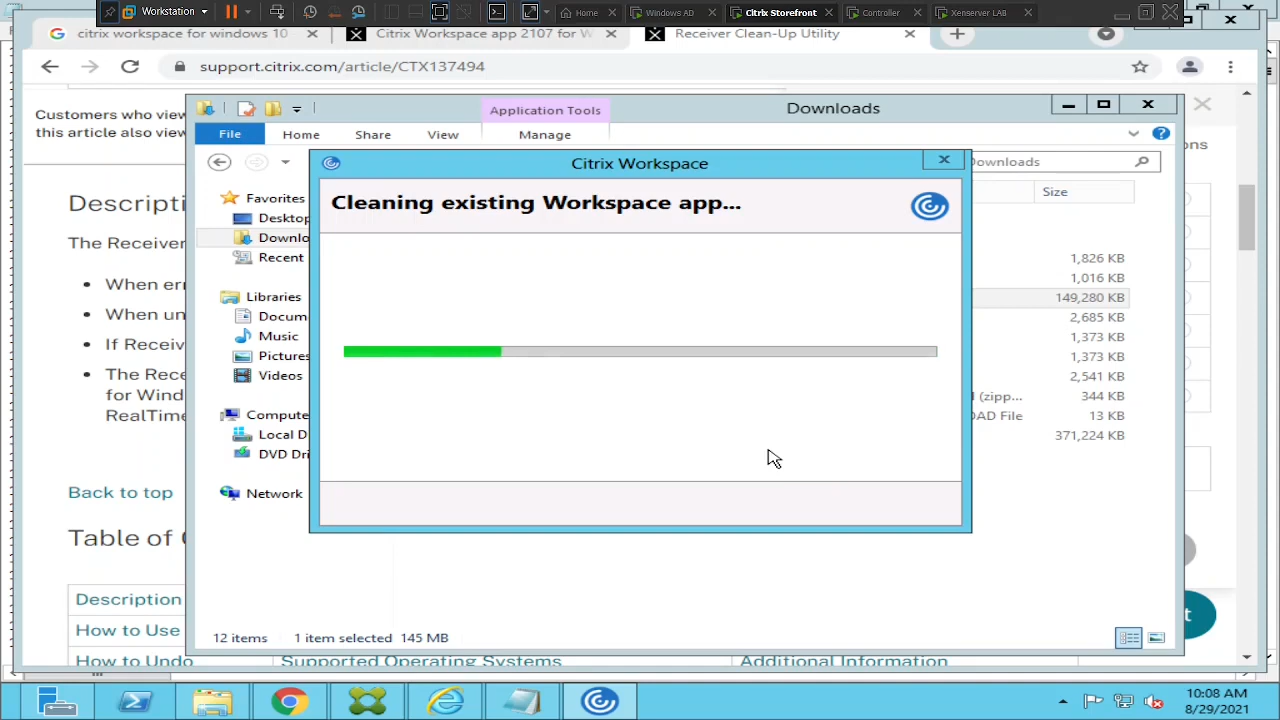 Workstation
Home
Windows AD
Citrix Storefront
Controller
Xenserver LAB
citrix workspace for windows 10
Citrix Workspace app 2107 for W
Receiver Clean-Up Utility
support.citrix.com/article/CTX137494
Customers who view
this article also view
Application Tools
Downloads
File
Home
Share
View
Manage
Downloads
Citrix Workspace
Cleaning existing Workspace app...
Favorites
Desktop
Downlo
Recent
Libraries
Docum
Music
Pictures
Videos
Compute
Local D
DVD Dri
Network
Size
1,826 KB
1,016 KB
149,280 KB
2,685 KB
1,373 KB
1,373 KB
2,541 KB
(zipp...
344 KB
OAD File
13 KB
371,224 KB
ons
Descripti
The Receiver
When err
When un
If Receiv
The Rece
for Wind
RealTime
Back to top
Table of C
Description
How to Use
How to Undo
Supported Operating Systems
Additional Information
12 items
1 item selected 145 MB
t
10:08 AM
8/29/2021